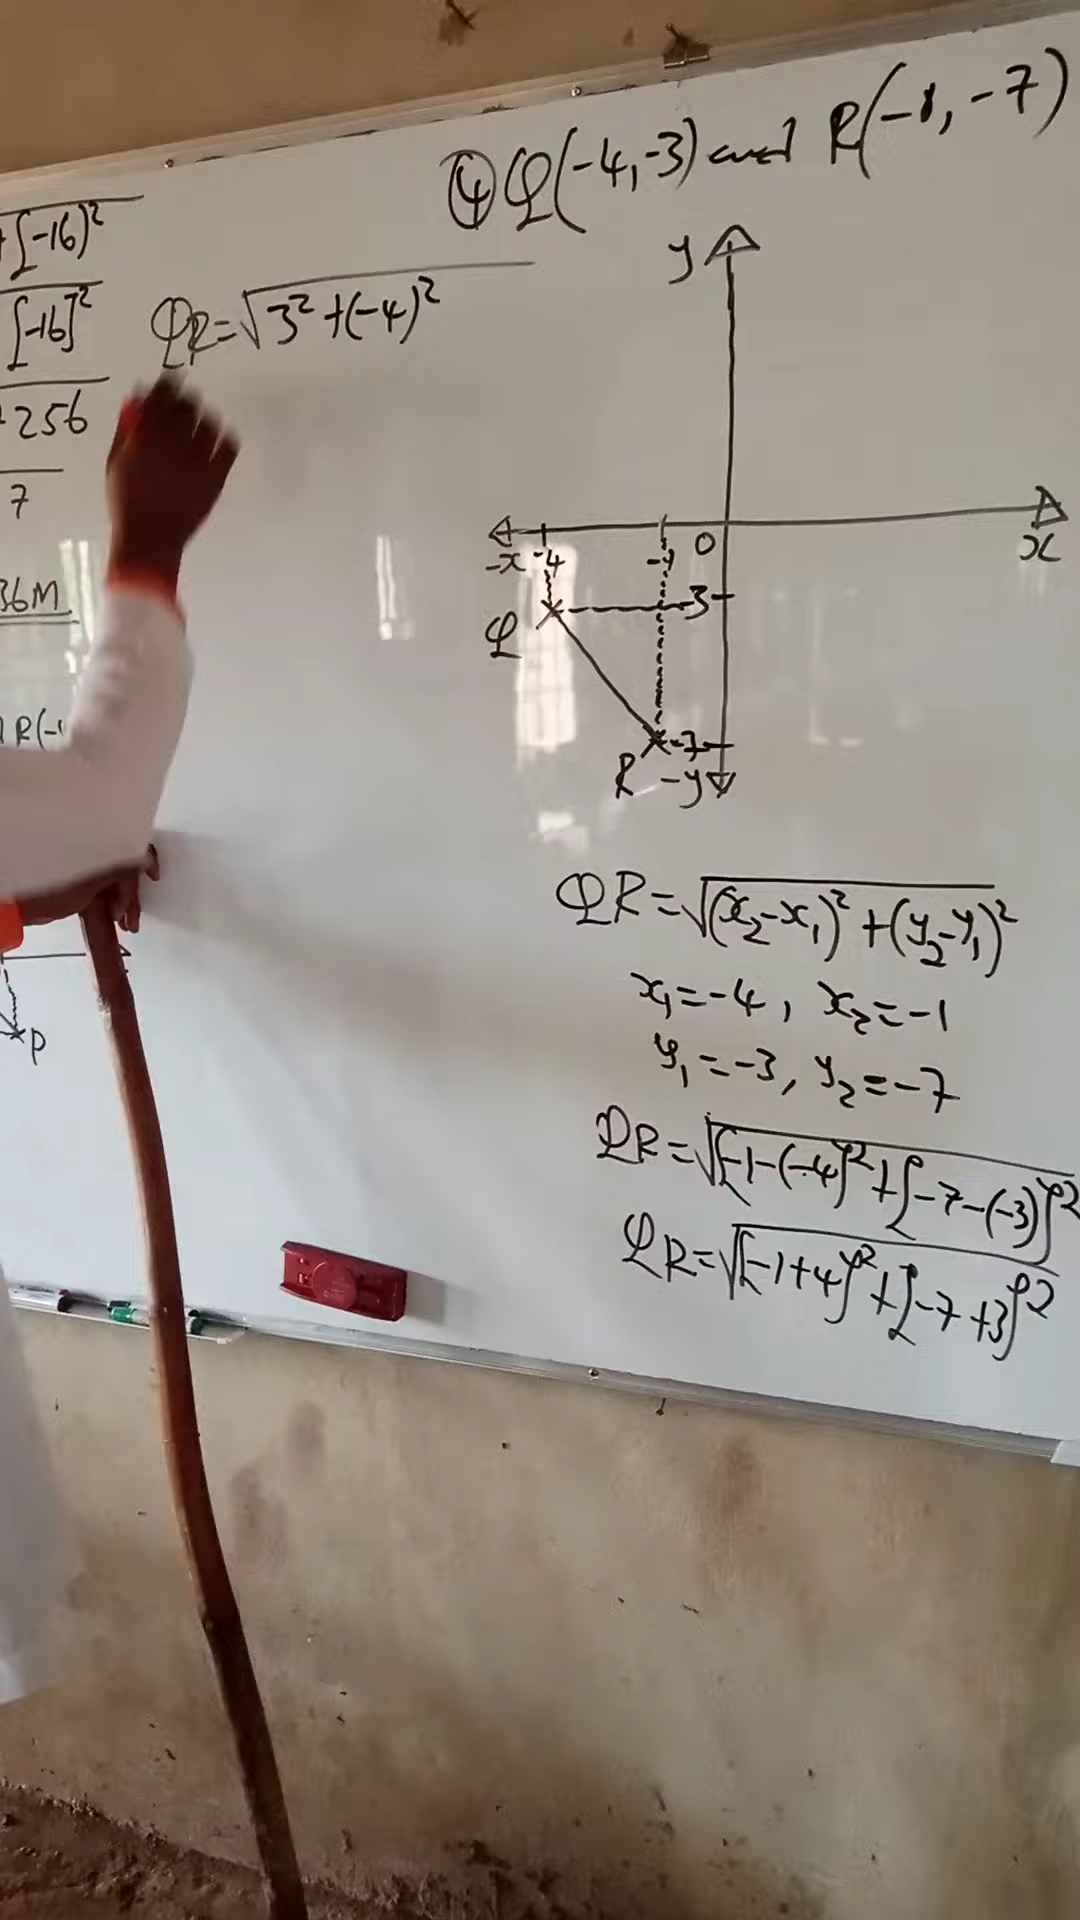 ④ Q(-4,-3) and R(-1,-7)
+[-16)²
[-16]²
256
7
36M
R(-1
P
QR=√3²+(-4)²
y
-x -4 -1 0 x
-3
Q
-7
R -y
QR=√(x₂-x₁)²+(y₂-y₁)²
x₁=-4, x₂=-1
y₁=-3, y₂=-7
QR=√[-1-(-4)]²+[-7-(-3)]²
QR=√[-1+4]²+[-7+3]²